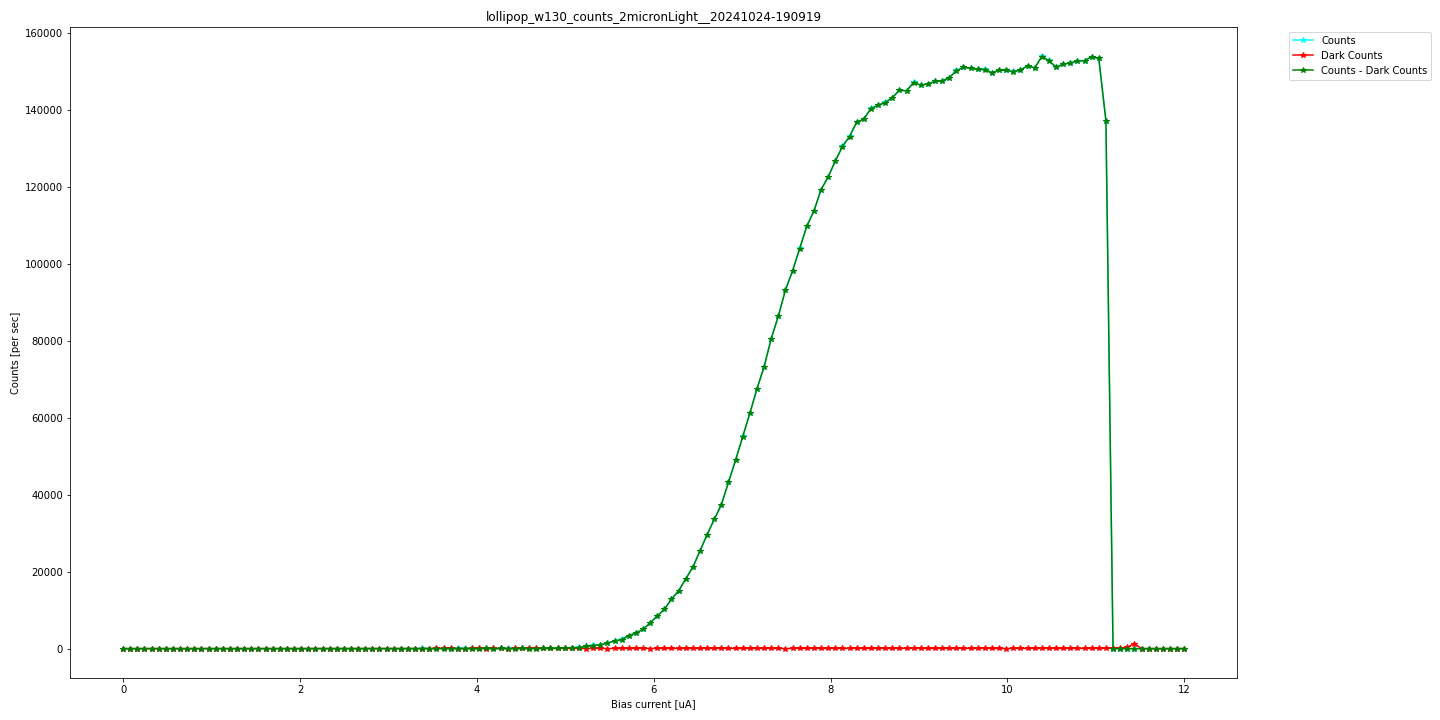 lollipop_w130_counts_2micronLight__20241024-190919
Counts
Dark Counts
Counts - Dark Counts
160000
140000
120000
100000
80000
60000
40000
20000
0
Counts [per sec]
0 2 4 6 8 10 12
Bias current [uA]